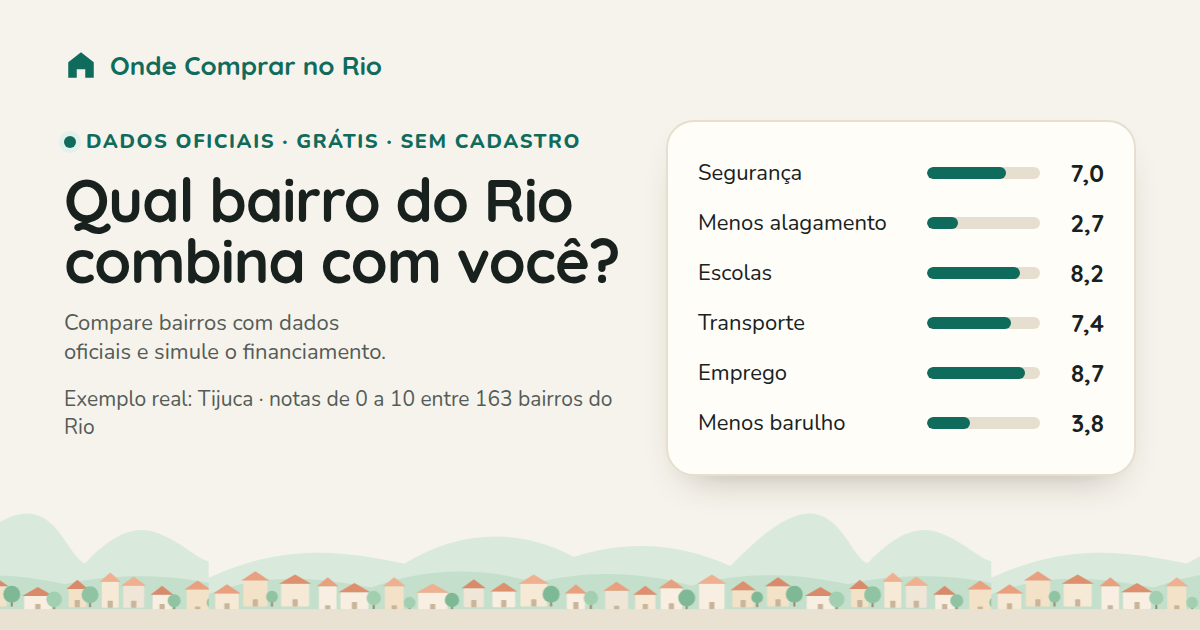 Onde Comprar no Rio
DADOS OFICIAIS · GRÁTIS · SEM CADASTRO
Qual bairro do Rio
combina com você?
Compare bairros com dados
oficiais e simule o financiamento.
Exemplo real: Tijuca · notas de 0 a 10 entre 163 bairros do
Rio
Segurança 7,0
Menos alagamento 2,7
Escolas 8,2
Transporte 7,4
Emprego 8,7
Menos barulho 3,8